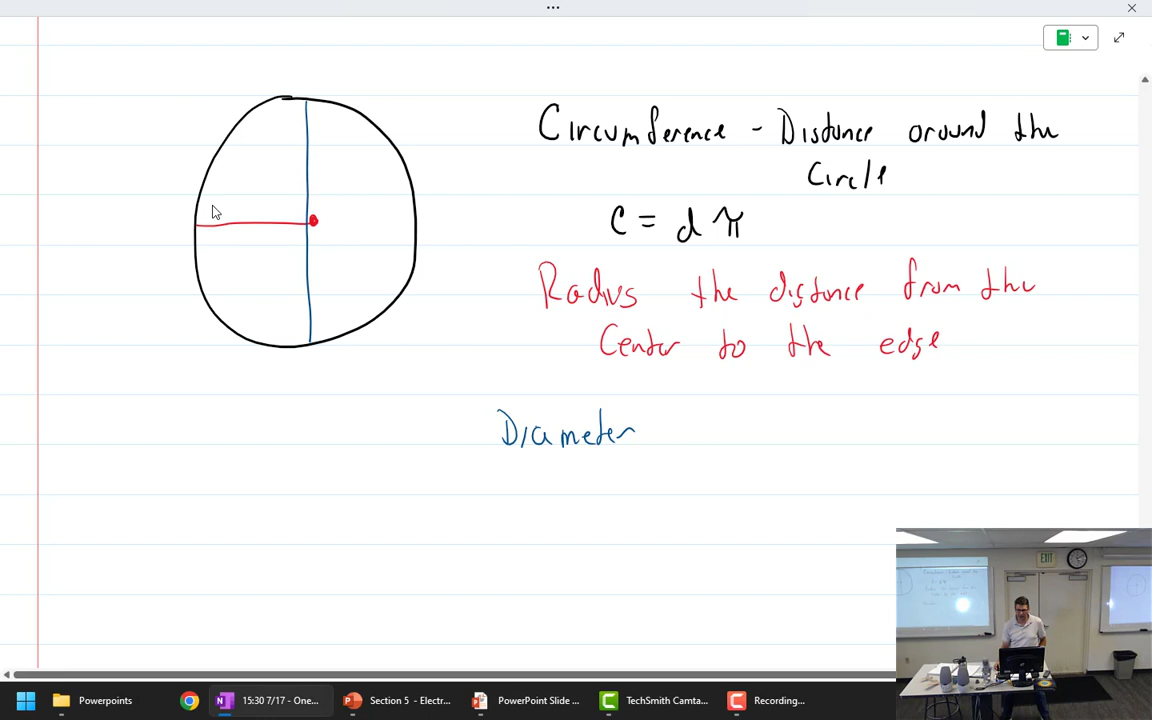 Circumference - Distance around the
Circle
C = d π
Radius the distance from the
Center to the edge
Diameter
EXIT
Powerpoints
15:30 7/17 - One...
Section 5 - Electr...
PowerPoint Slide ...
TechSmith Camta...
Recording...